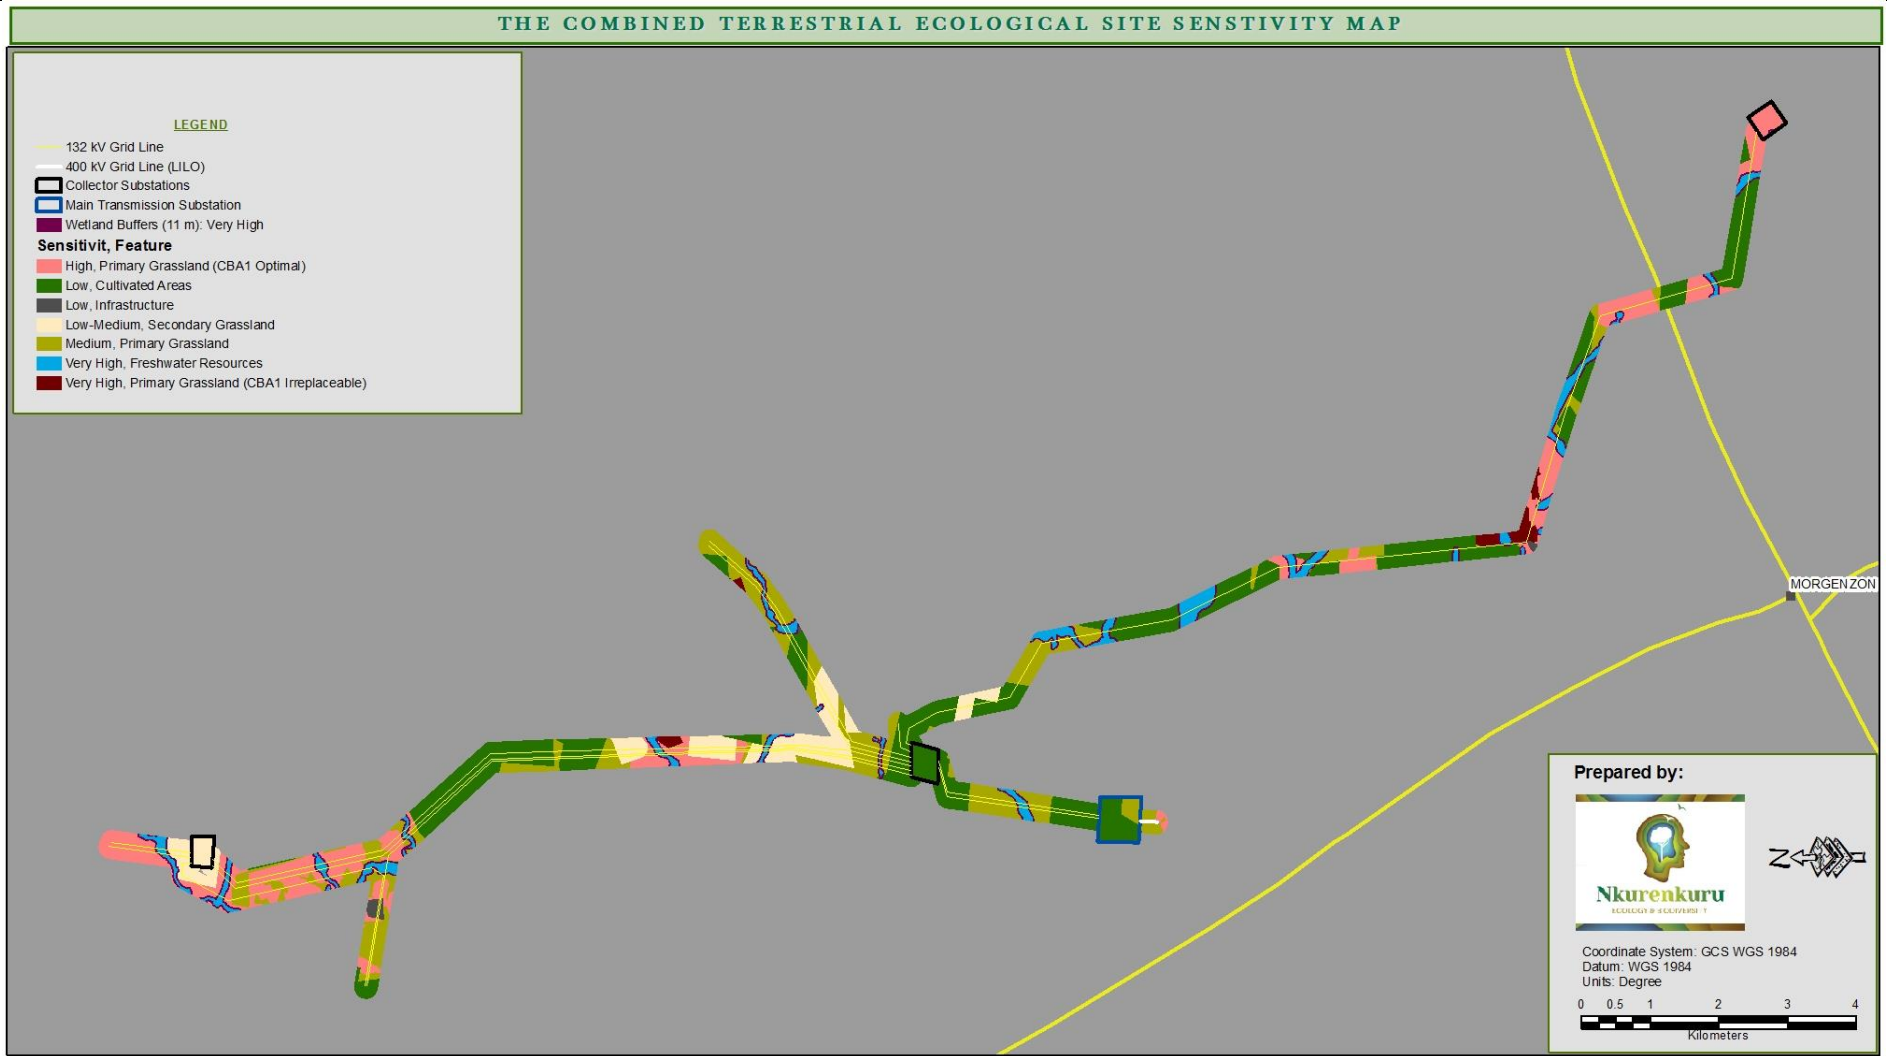 THE COMBINED TERRESTRIAL ECOLOGICAL SITE SENSTIVITY MAP
LEGEND
132 kV Grid Line
400 kV Grid Line (LILO)
Collector Substations
Main Transmission Substation
Wetland Buffers (11 m): Very High
Sensitivit, Feature
High, Primary Grassland (CBA1 Optimal)
Low, Cultivated Areas
Low, Infrastructure
Low-Medium, Secondary Grassland
Medium, Primary Grassland
Very High, Freshwater Resources
Very High, Primary Grassland (CBA1 Irreplaceable)
MORGENZON
Prepared by:
Nkurenkuru
ECOLOGY & BIODIVERSITY
N
Coordinate System: GCS WGS 1984
Datum: WGS 1984
Units: Degree
0 0.5 1 2 3 4
Kilometers